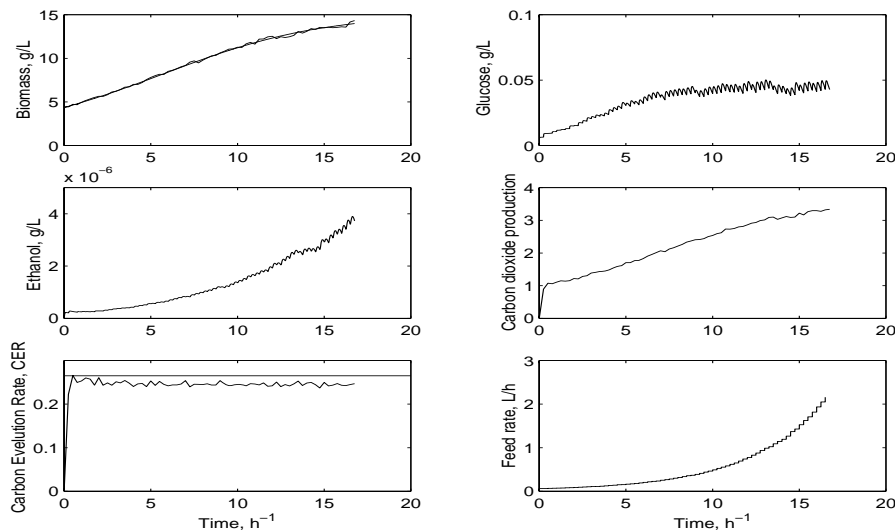 15
10
5
0
0 5 10 15 20
Biomass, g/L
0.1
0.05
0
0 5 10 15 20
Glucose, g/L
x 10⁻⁶
4
2
0
0 5 10 15 20
Ethanol, g/L
4
3
2
1
0
0 5 10 15 20
Carbon dioxide production
0.2
0.1
0
0 5 10 15 20
Carbon Evelution Rate, CER
Time, h⁻¹
3
2
1
0
0 5 10 15 20
Feed rate, L/h
Time, h⁻¹